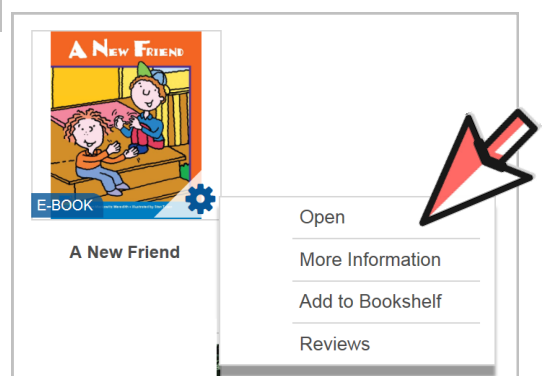 A New Friend
E-BOOK
A New Friend
Open
More Information
Add to Bookshelf
Reviews